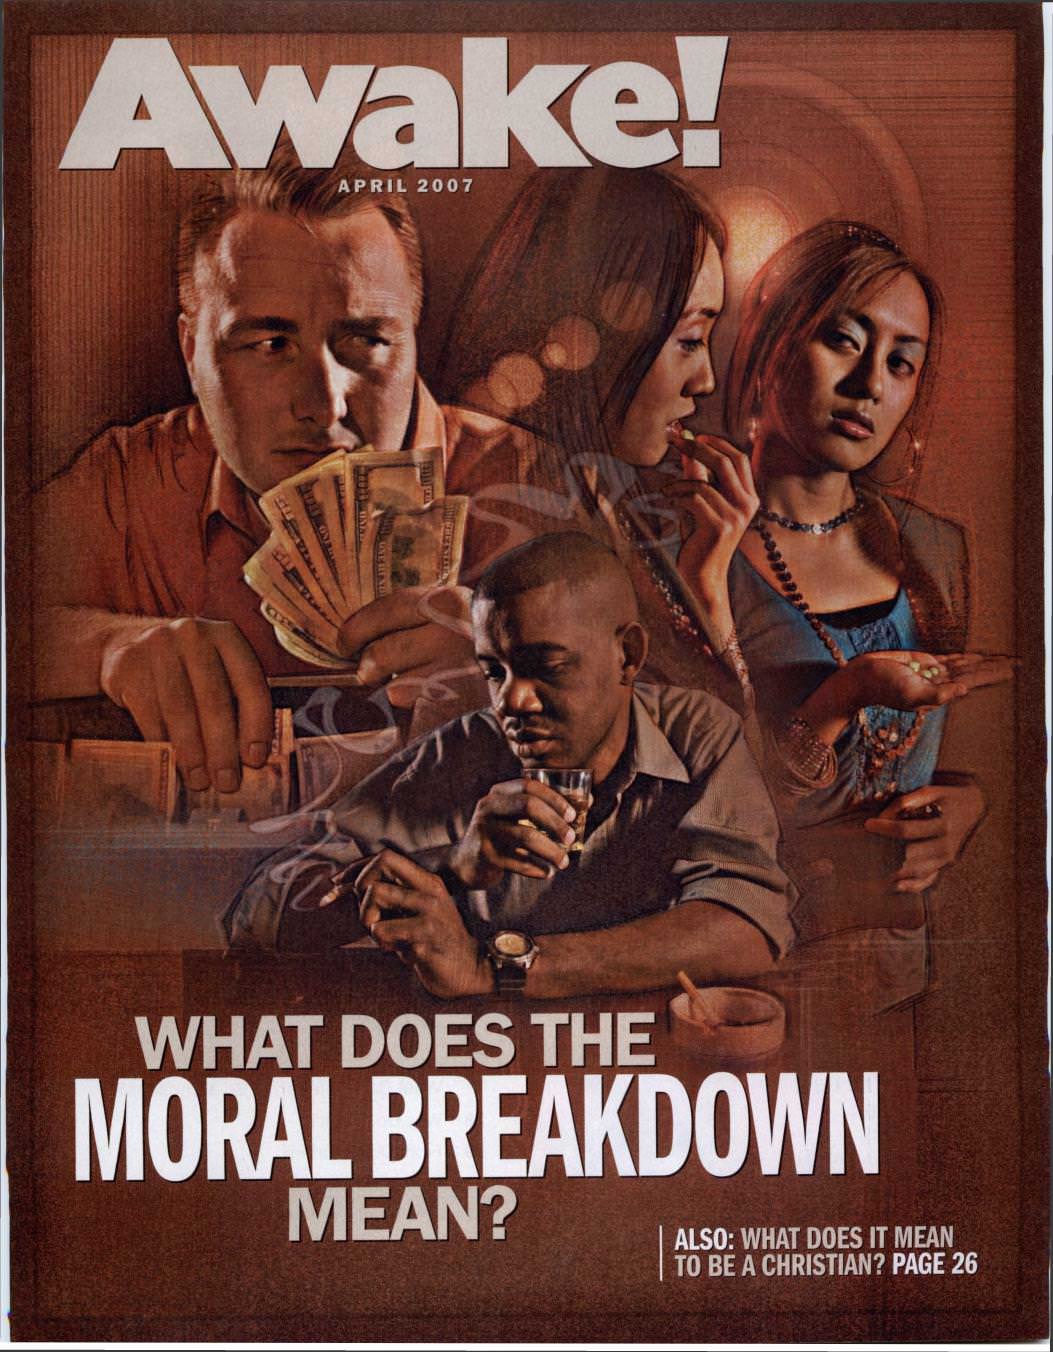 Awake!
APRIL 2007
WHAT DOES THE
MORAL BREAKDOWN
MEAN?
ALSO: WHAT DOES IT MEAN
TO BE A CHRISTIAN? PAGE 26